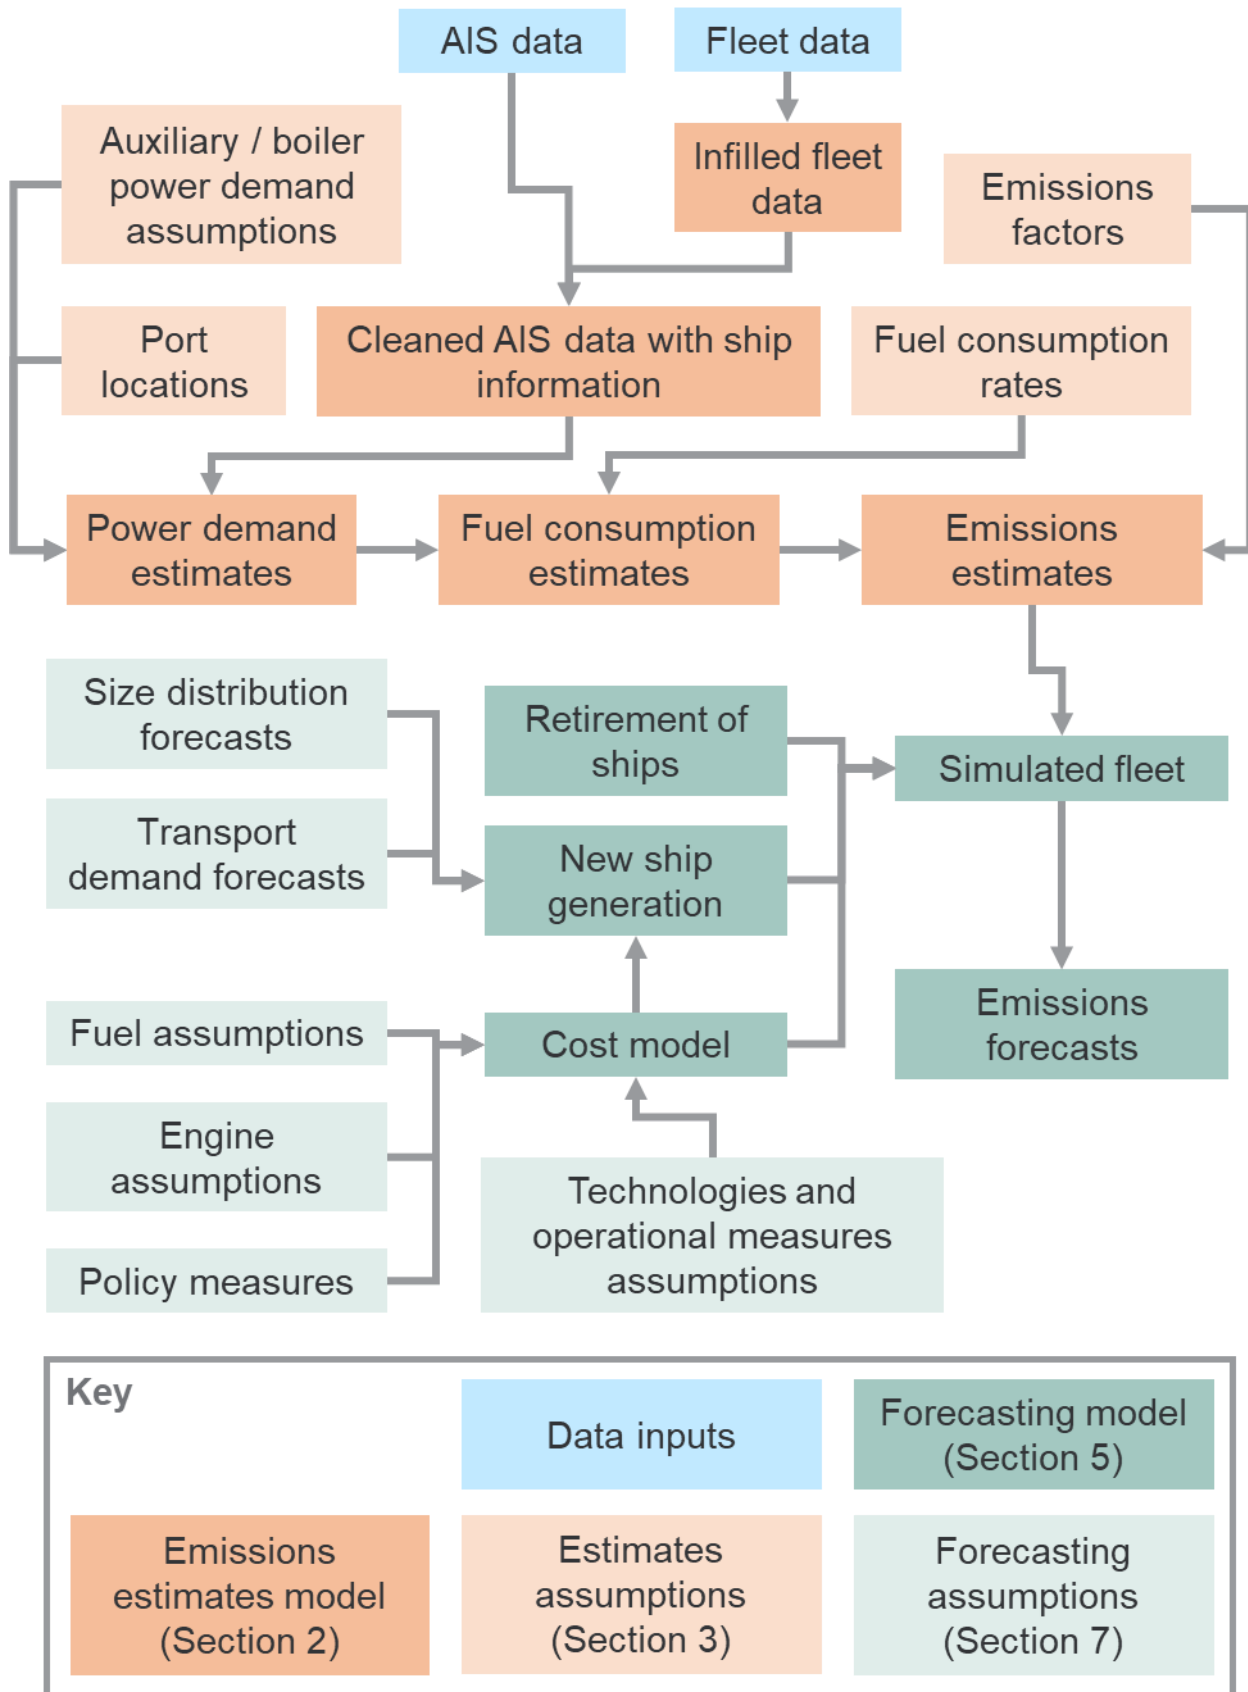 AIS data
Fleet data
Auxiliary / boiler
power demand
assumptions
Infilled fleet
data
Emissions
factors
Port
locations
Cleaned AIS data with ship
information
Fuel consumption
rates
Power demand
estimates
Fuel consumption
estimates
Emissions
estimates
Size distribution
forecasts
Retirement of
ships
Simulated fleet
Transport
demand forecasts
New ship
generation
Fuel assumptions
Cost model
Emissions
forecasts
Engine
assumptions
Technologies and
operational measures
assumptions
Policy measures
Key
Data inputs
Forecasting model
(Section 5)
Emissions
estimates model
(Section 2)
Estimates
assumptions
(Section 3)
Forecasting
assumptions
(Section 7)